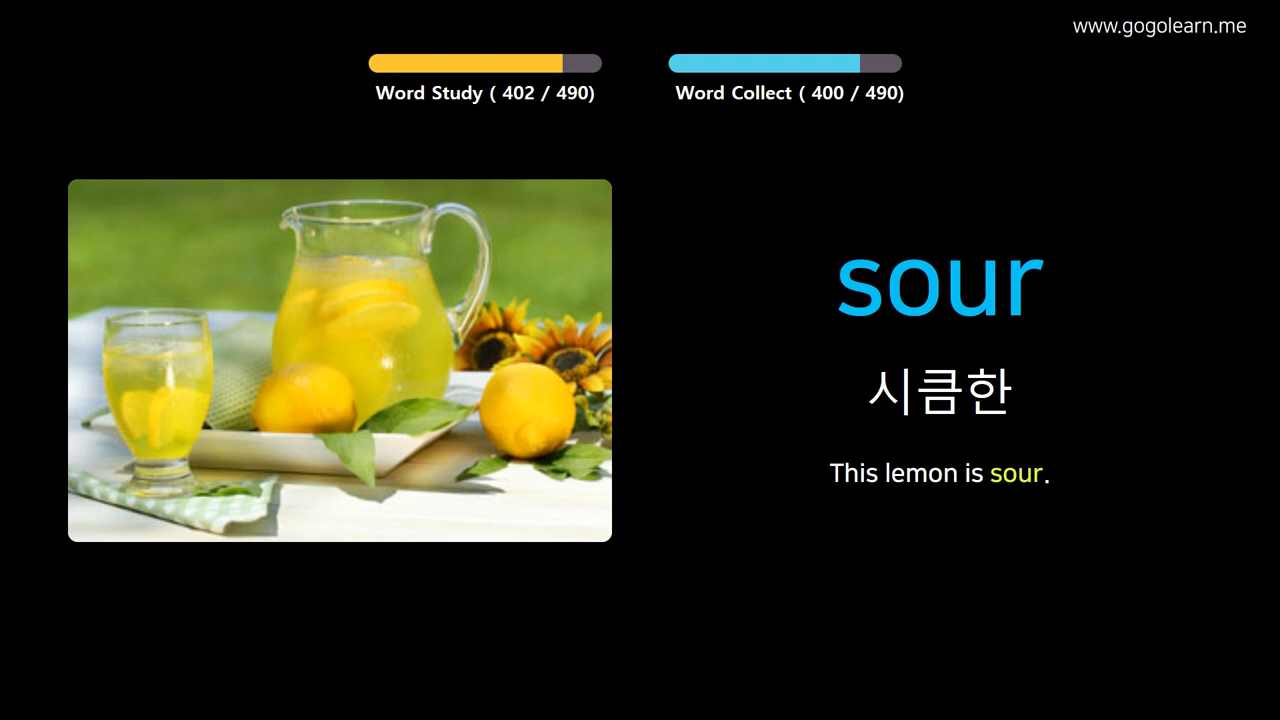 www.gogolearn.me
Word Study ( 402 / 490)
Word Collect ( 400 / 490)
sour
시큼한
This lemon is sour.